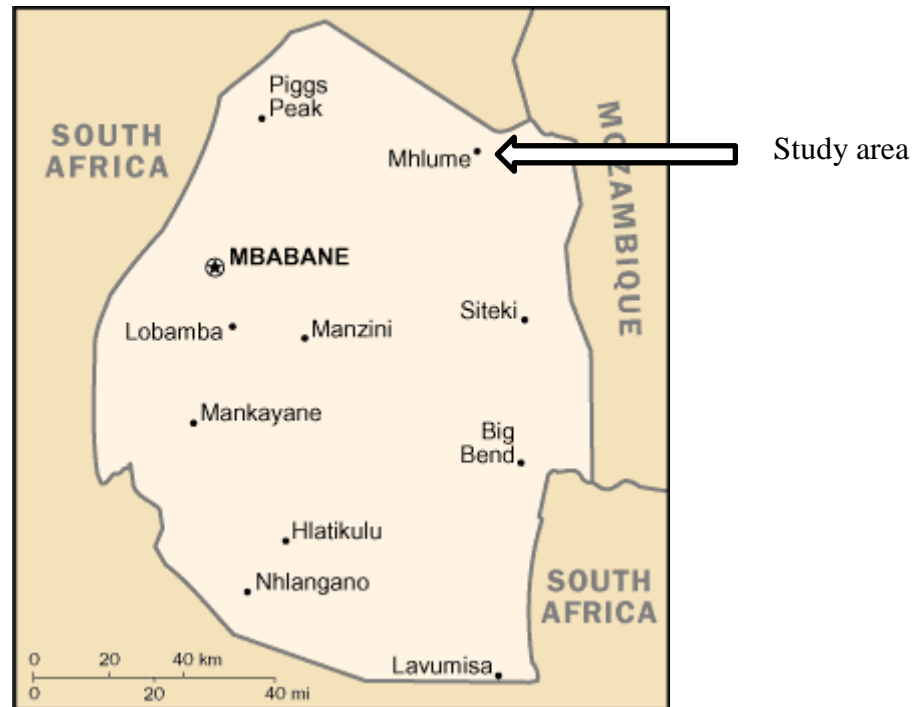 Piggs
Peak
SOUTH
AFRICA
MOZAMBIQUE
Mhlume
Study area
MBABANE
Siteki
Lobamba
Manzini
Mankayane
Big
Bend
Hlatikulu
Nhlangano
SOUTH
AFRICA
Lavumisa
0 20 40 km
0 20 40 mi